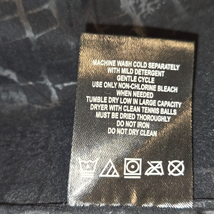 MACHINE WASH COLD SEPARATELY
WITH MILD DETERGENT
GENTLE CYCLE
USE ONLY NON-CHLORINE BLEACH
WHEN NEEDED
TUMBLE DRY LOW IN LARGE CAPACITY
DRYER WITH CLEAN TENNIS BALLS
MUST BE DRIED THOROUGHLY
DO NOT IRON
DO NOT DRY CLEAN